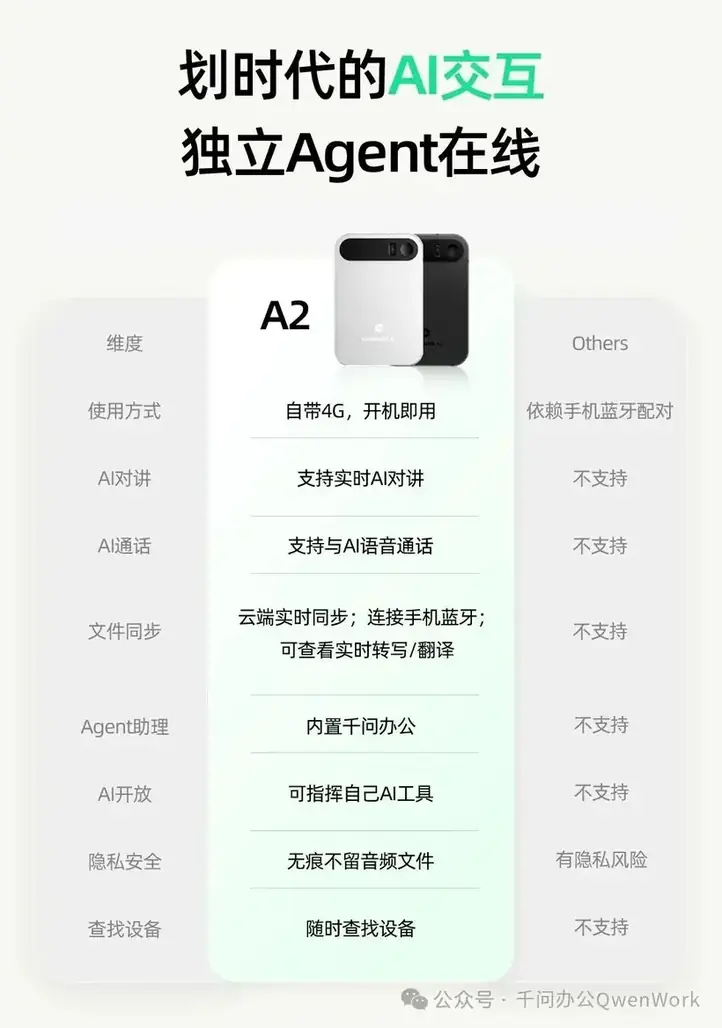 划时代的AI交互
独立Agent在线
A2
维度
Others
使用方式
自带4G，开机即用
依赖手机蓝牙配对
AI对讲
支持实时AI对讲
不支持
AI通话
支持与AI语音通话
不支持
文件同步
云端实时同步；连接手机蓝牙；
可查看实时转写/翻译
不支持
Agent助理
内置千问办公
不支持
AI开放
可指挥自己AI工具
不支持
隐私安全
无痕不留音频文件
有隐私风险
查找设备
随时查找设备
不支持
公众号 · 千问办公QwenWork